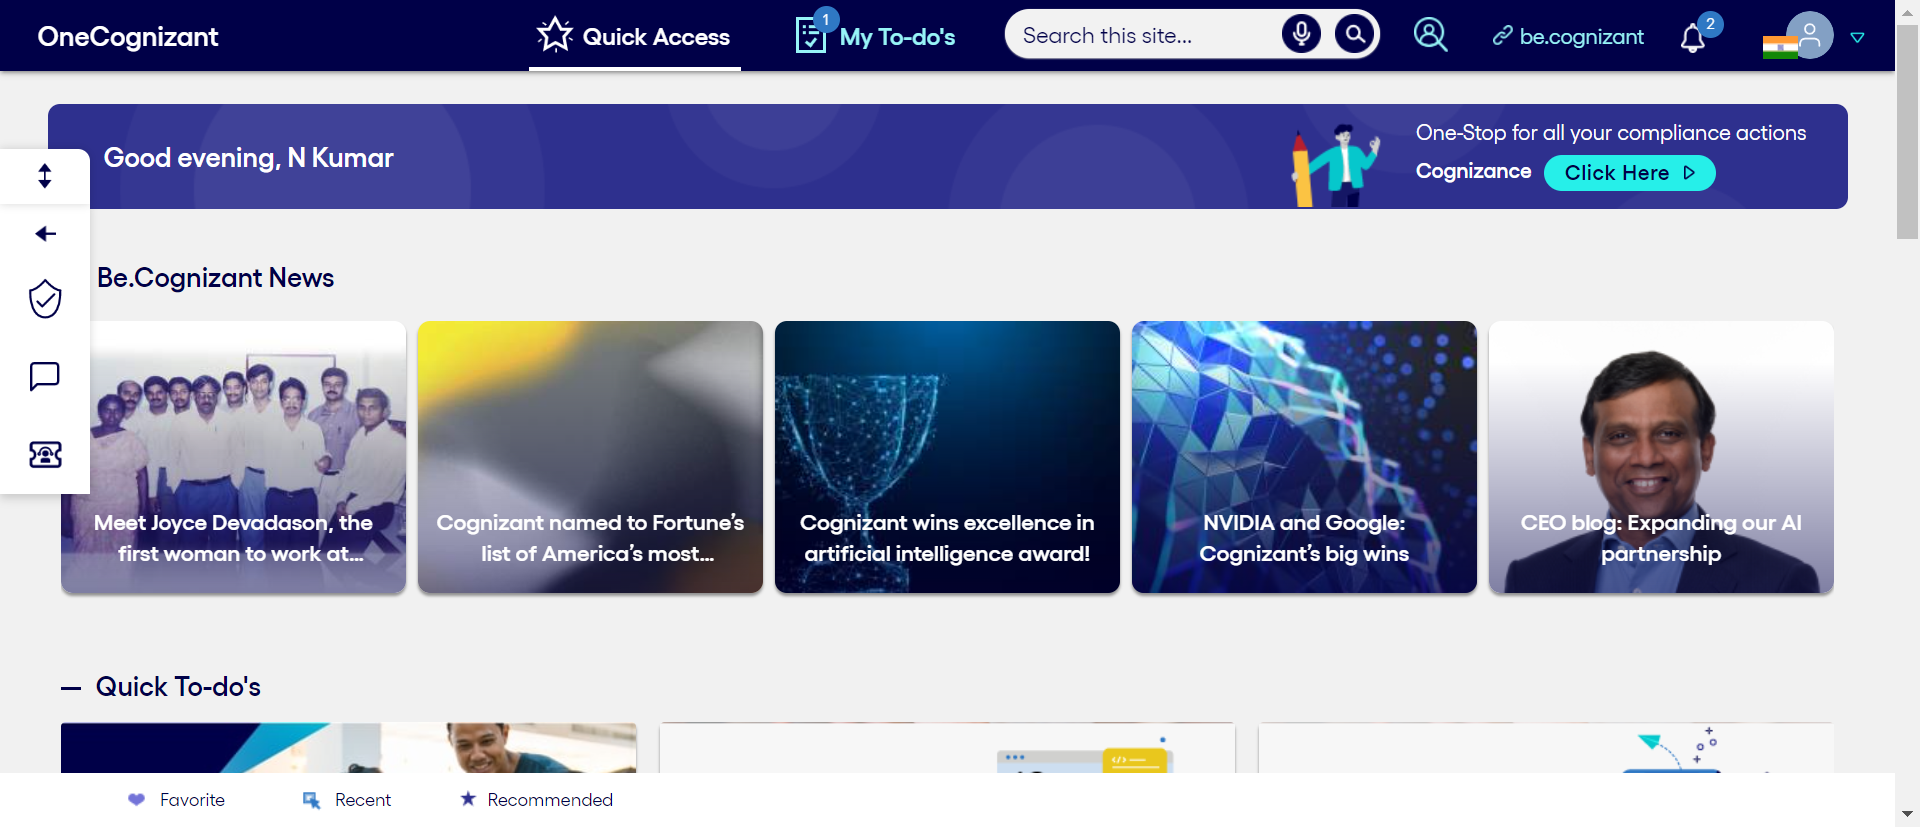 OneCognizant
Quick Access
1
My To-do's
Search this site...
be.cognizant
2
Good evening, N Kumar
One-Stop for all your compliance actions
Cognizance
Click Here
Be.Cognizant News
Meet Joyce Devadason, the
first woman to work at...
Cognizant named to Fortune’s
list of America’s most...
Cognizant wins excellence in
artificial intelligence award!
NVIDIA and Google:
Cognizant’s big wins
CEO blog: Expanding our AI
partnership
Quick To-do's
Favorite
Recent
Recommended